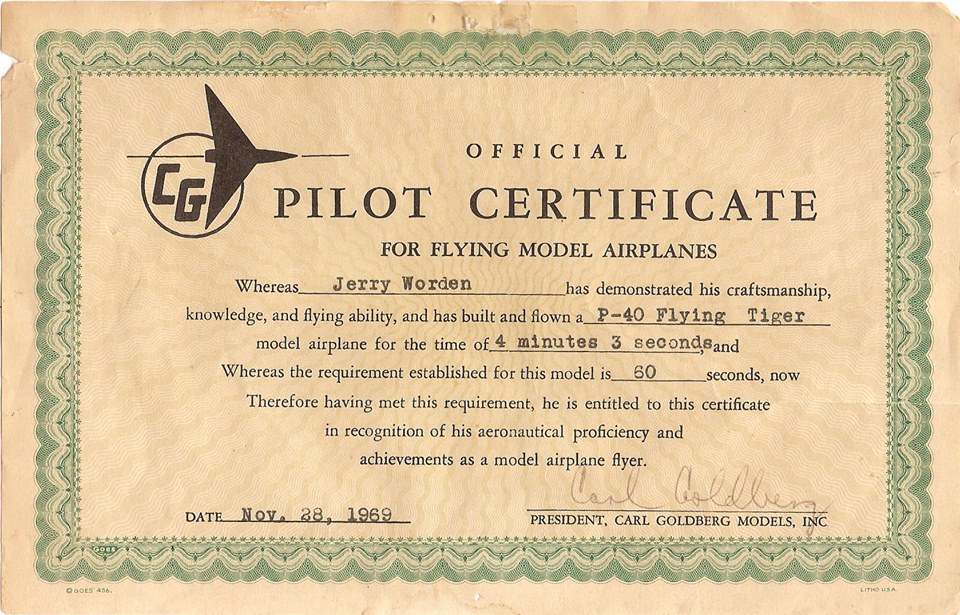 CG
OFFICIAL
PILOT CERTIFICATE
FOR FLYING MODEL AIRPLANES
Whereas Jerry Worden has demonstrated his craftsmanship,
knowledge, and flying ability, and has built and flown a P-40 Flying Tiger
model airplane for the time of 4 minutes 3 seconds, and
Whereas the requirement established for this model is 60 seconds, now
Therefore having met this requirement, he is entitled to this certificate
in recognition of his aeronautical proficiency and
achievements as a model airplane flyer.
Carl Goldberg
DATE Nov. 28, 1969
PRESIDENT, CARL GOLDBERG MODELS, INC
GOES
© GOES 456.
LITHO U.S.A.